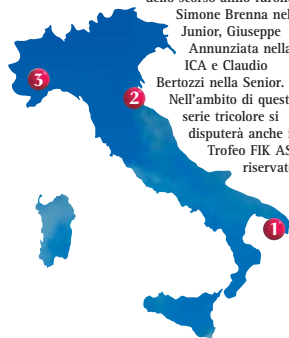 dello scorso anno furono
Simone Brenna nel
Junior, Giuseppe
Annunziata nella
ICA e Claudio
Bertozzi nella Senior.
Nell'ambito di quest
serie tricolore si
disputerà anche i
Trofeo FIK AS
riservat
3
2
1